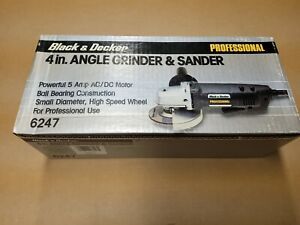 Black & Decker PROFESSIONAL
4 in. ANGLE GRINDER & SANDER
Powerful 5 Amp AC/DC Motor
Ball Bearing Construction
Small Diameter, High Speed Wheel
For Professional Use
6247